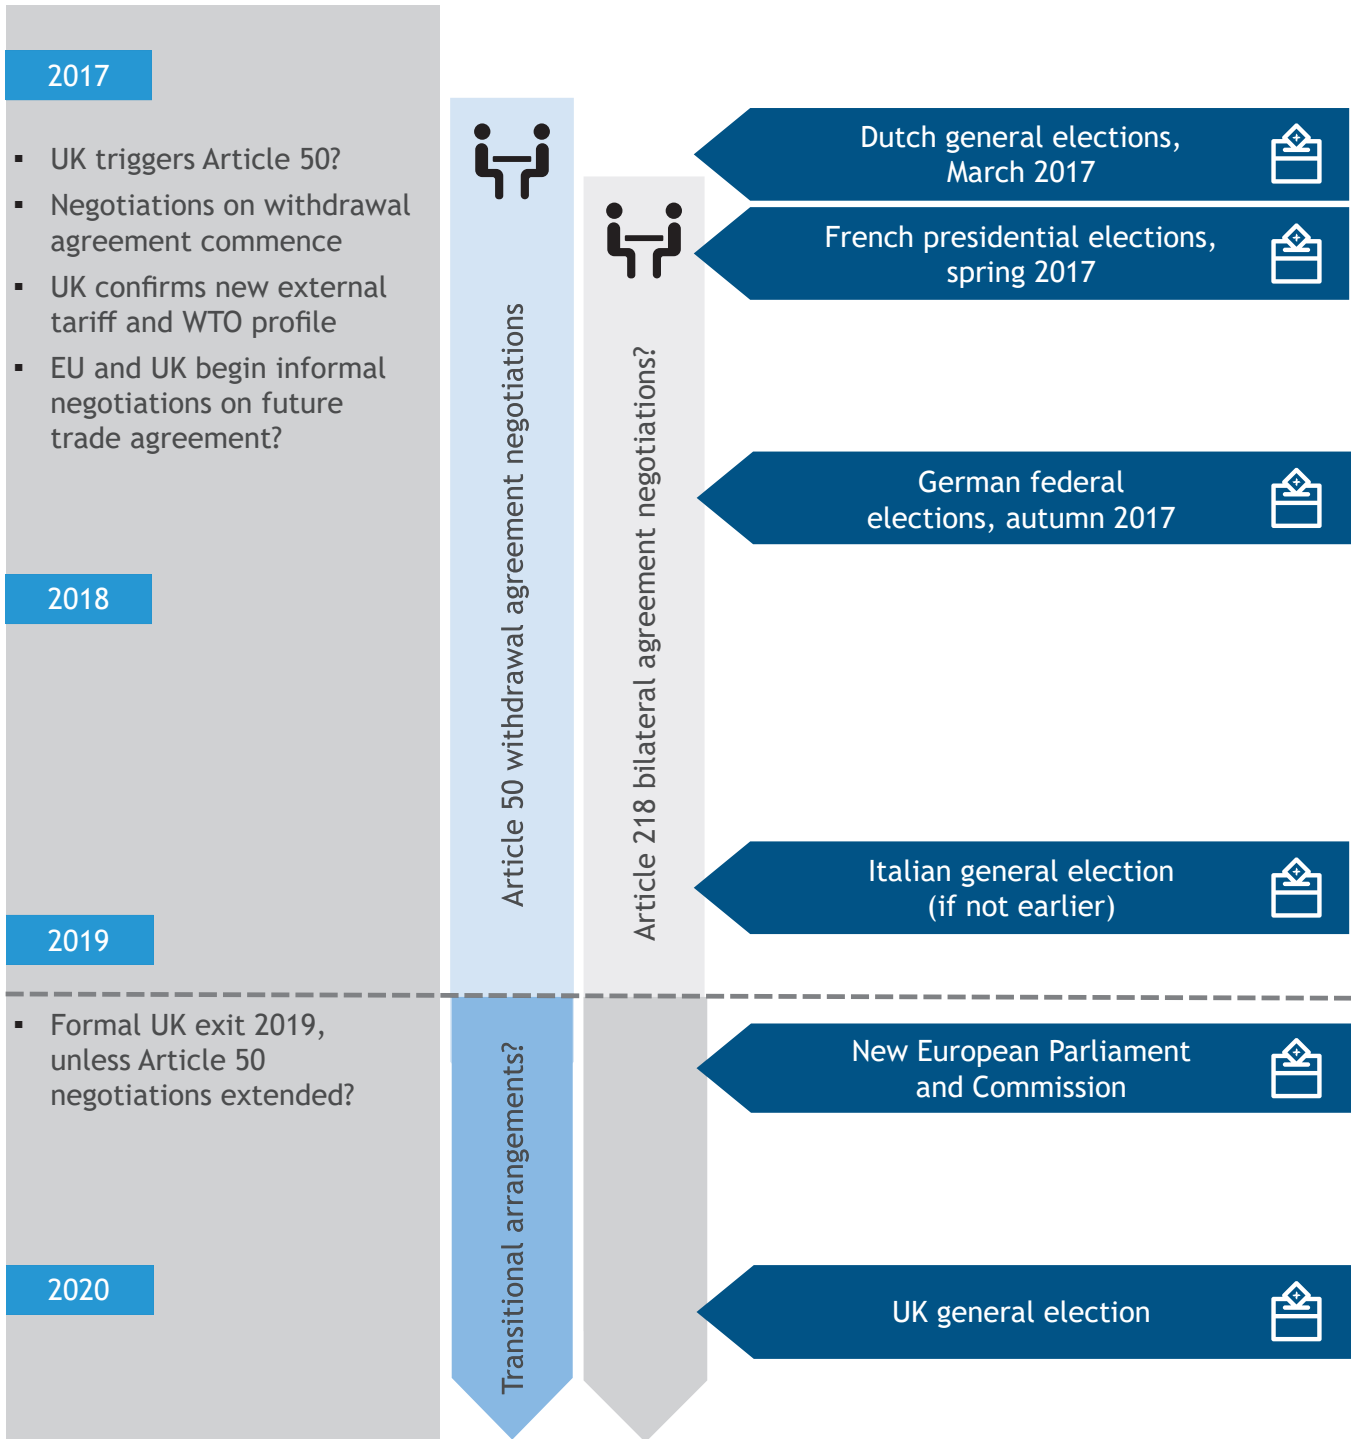 2017
▪ UK triggers Article 50?
▪ Negotiations on withdrawal
agreement commence
▪ UK confirms new external
tariff and WTO profile
▪ EU and UK begin informal
negotiations on future
trade agreement?
2018
2019
▪ Formal UK exit 2019,
unless Article 50
negotiations extended?
2020
Article 50 withdrawal agreement negotiations
Transitional arrangements?
Article 218 bilateral agreement negotiations?
Dutch general elections,
March 2017
French presidential elections,
spring 2017
German federal
elections, autumn 2017
Italian general election
(if not earlier)
New European Parliament
and Commission
UK general election